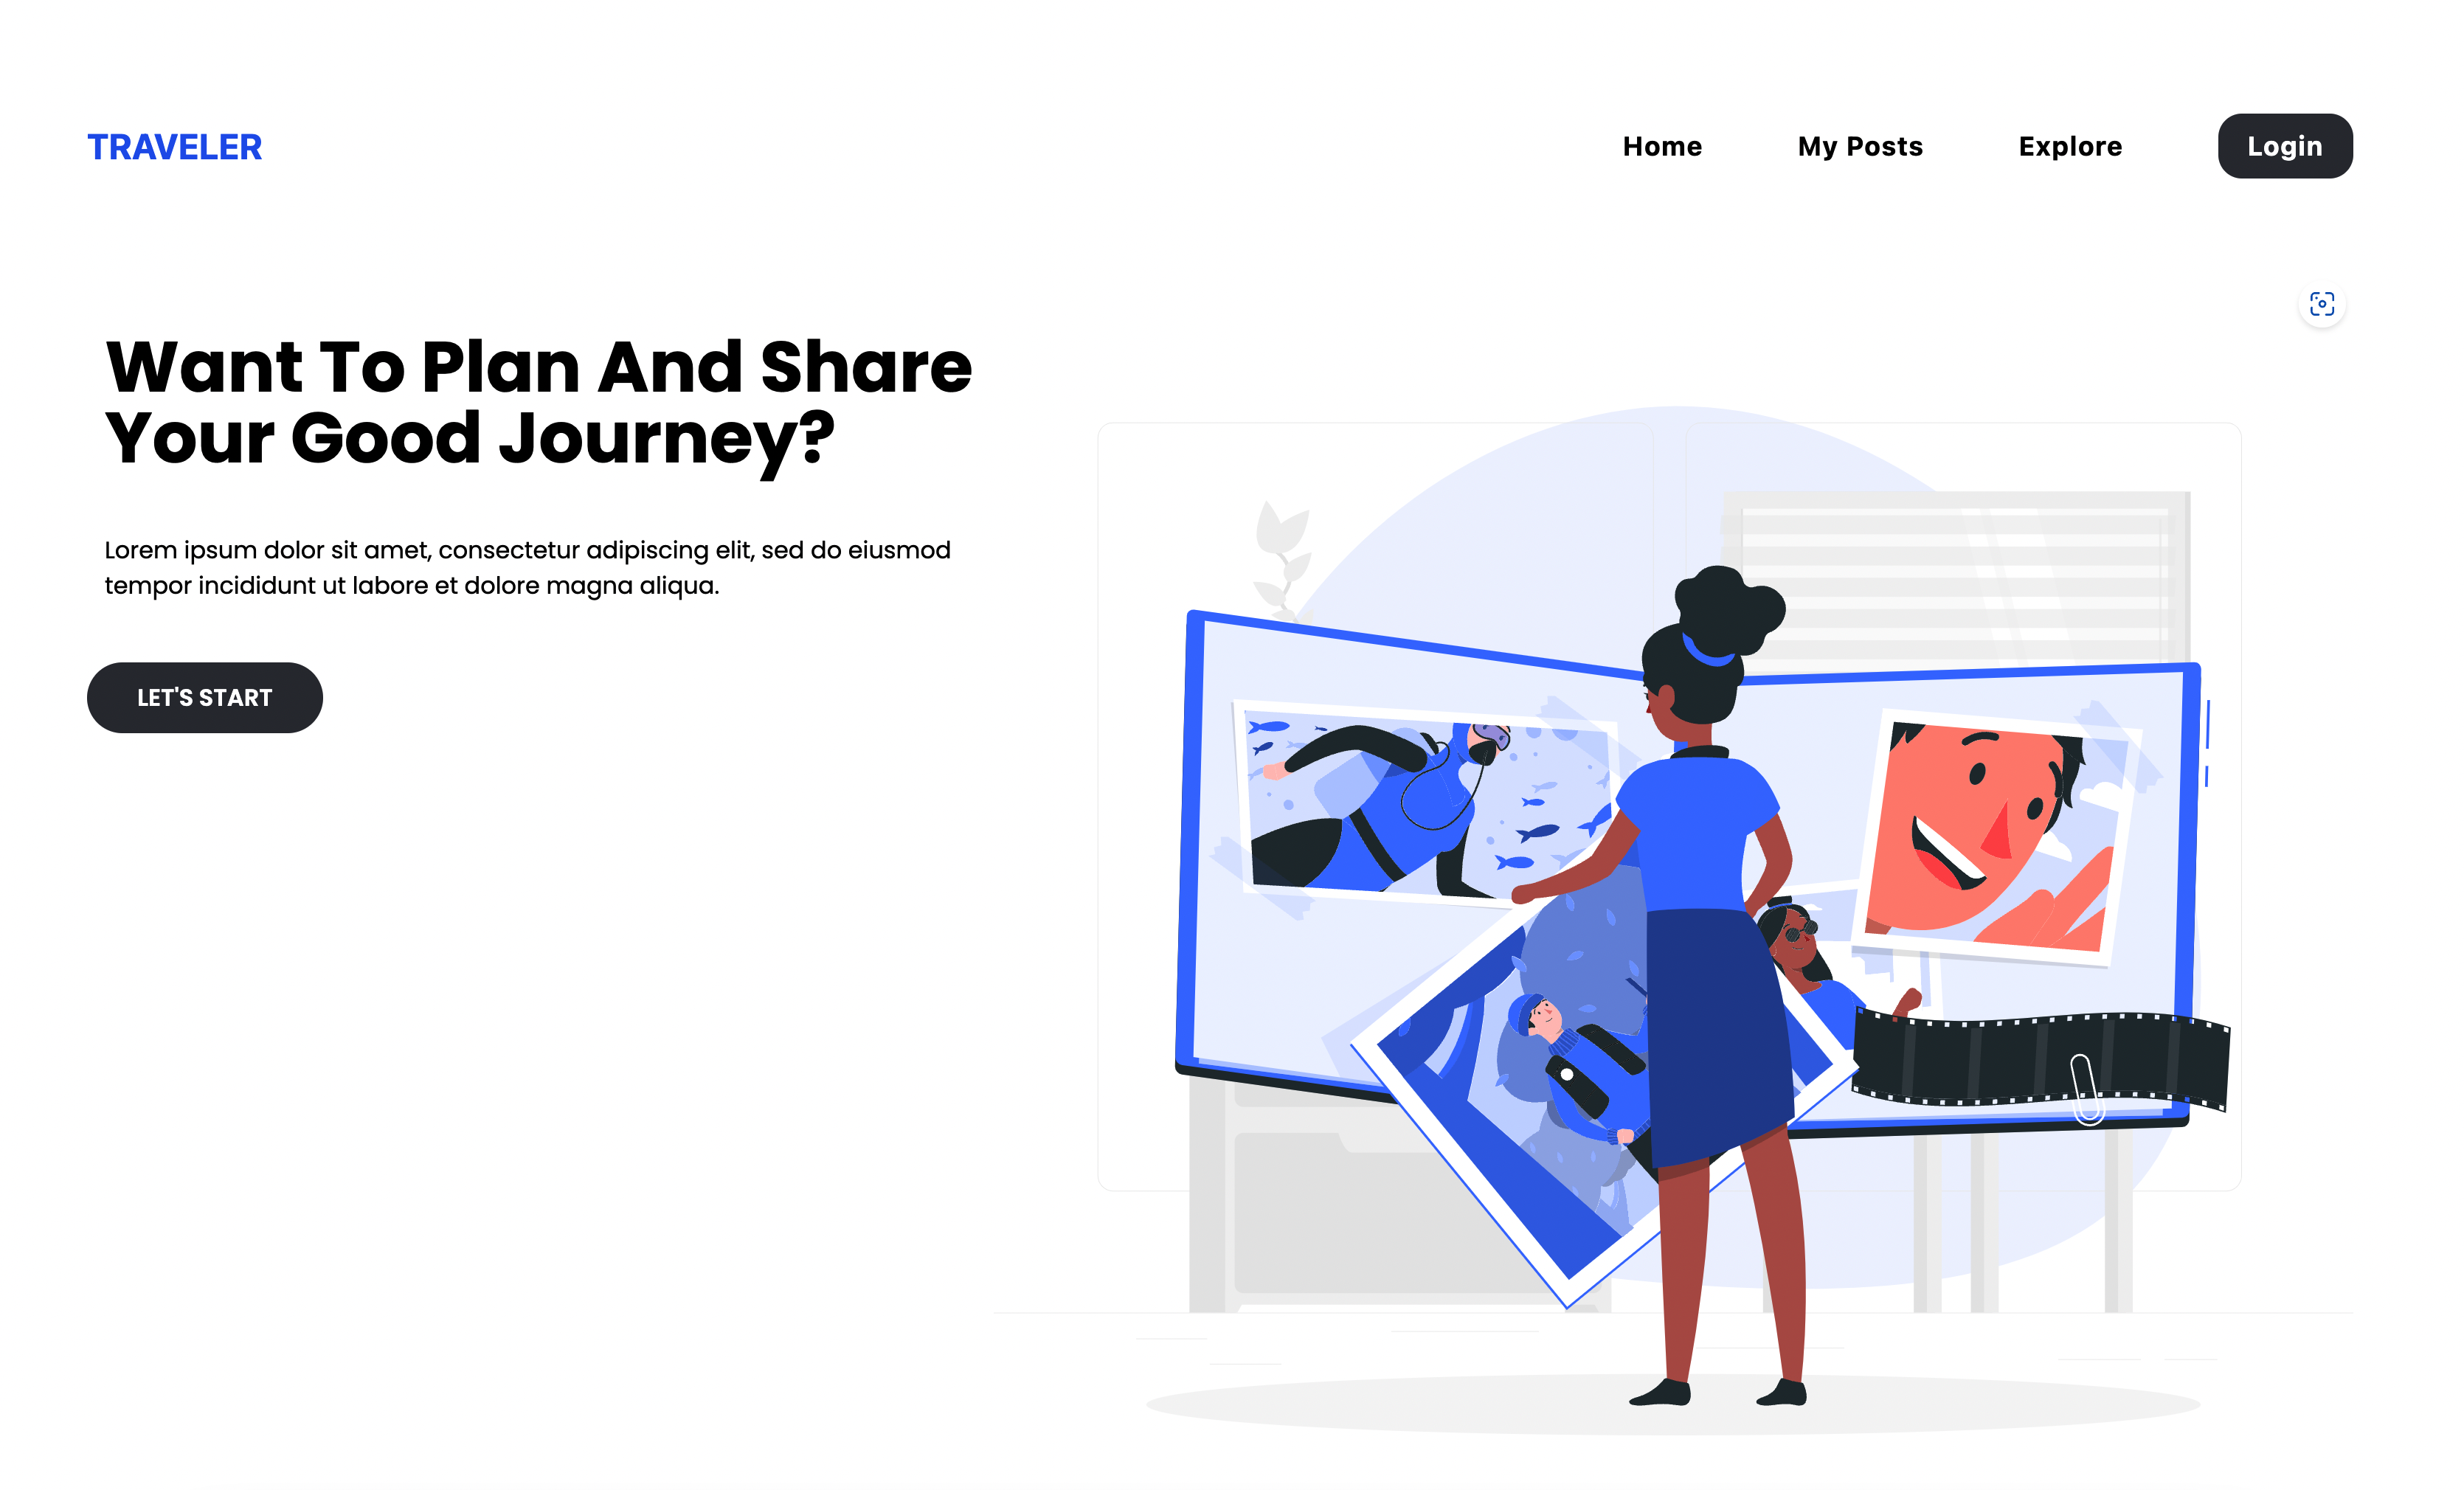 TRAVELER
Home
My Posts
Explore
Login
Want To Plan And Share
Your Good Journey?
Lorem ipsum dolor sit amet, consectetur adipiscing elit, sed do eiusmod
tempor incididunt ut labore et dolore magna aliqua.
LET'S START